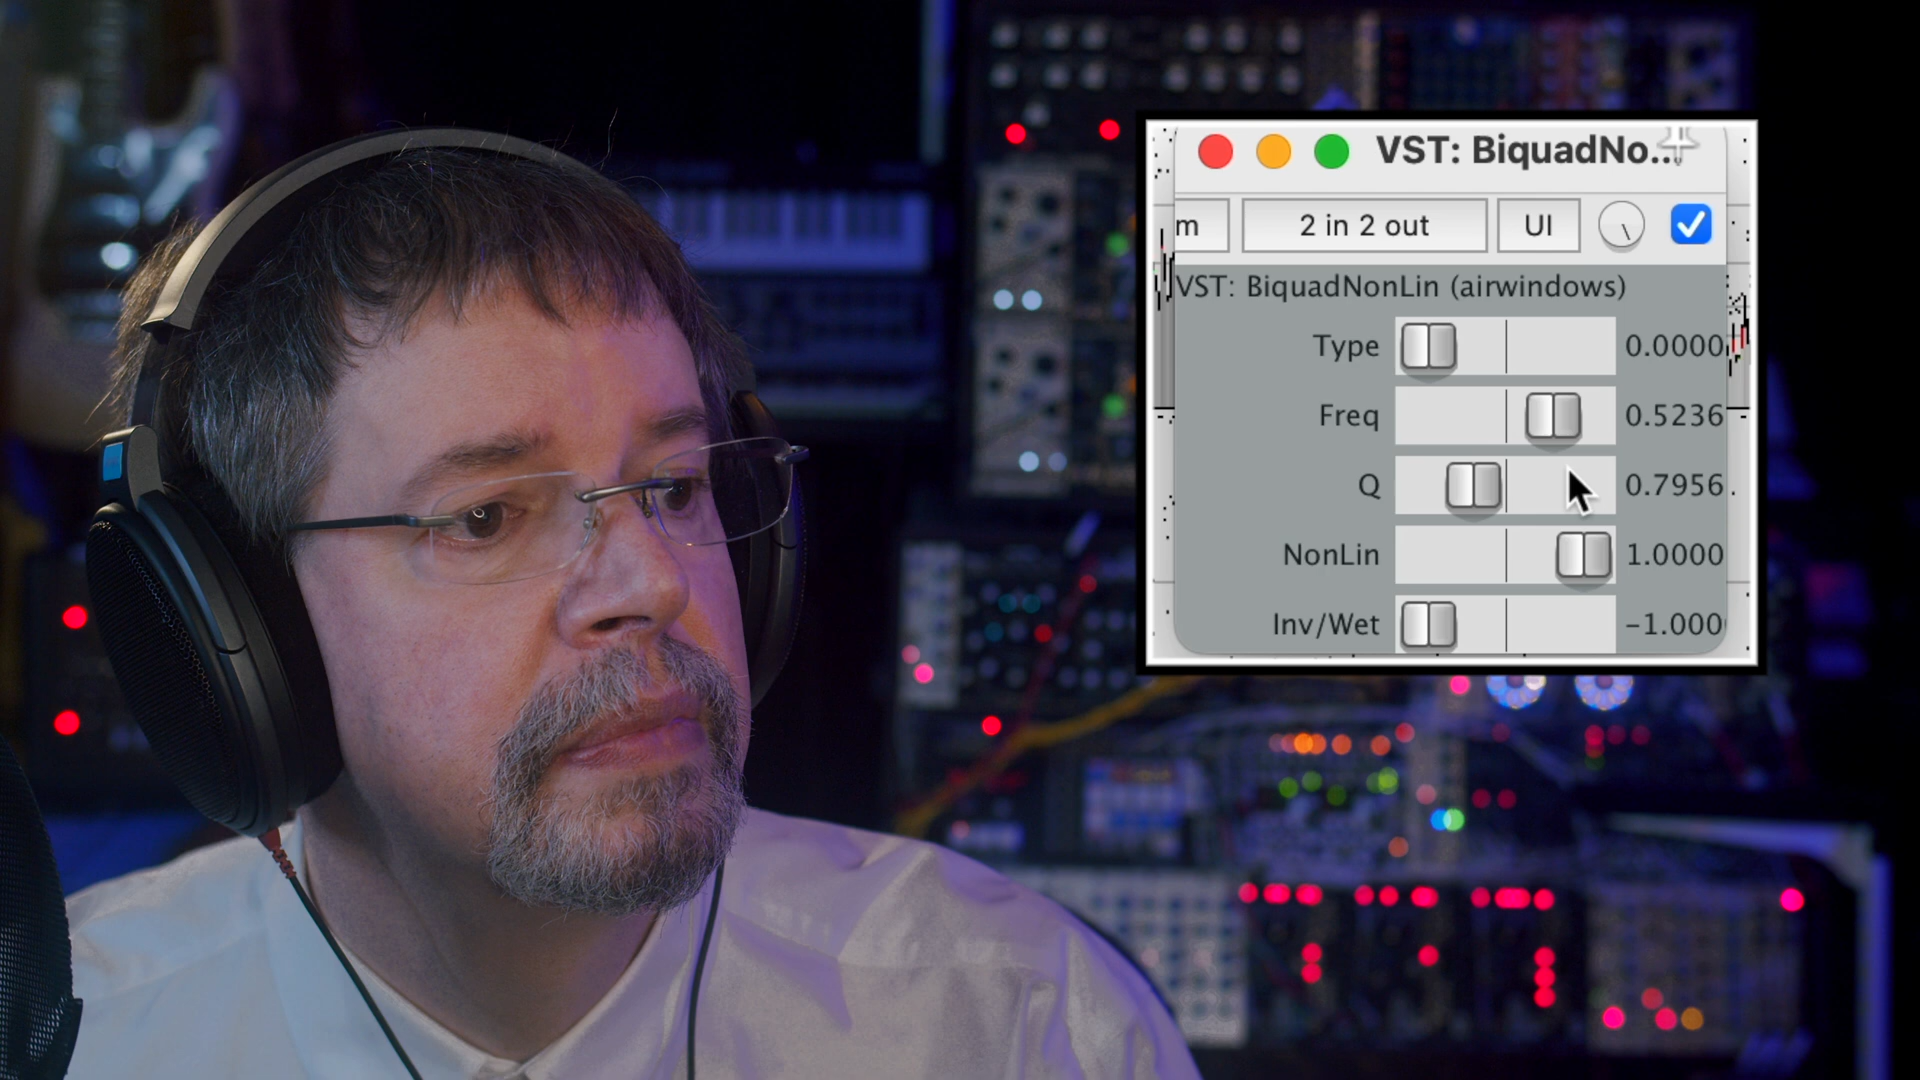 VST: BiquadNo...
m
2 in 2 out
UI
VST: BiquadNonLin (airwindows)
Type 0.0000
Freq 0.5236
Q 0.7956
NonLin 1.0000
Inv/Wet -1.000